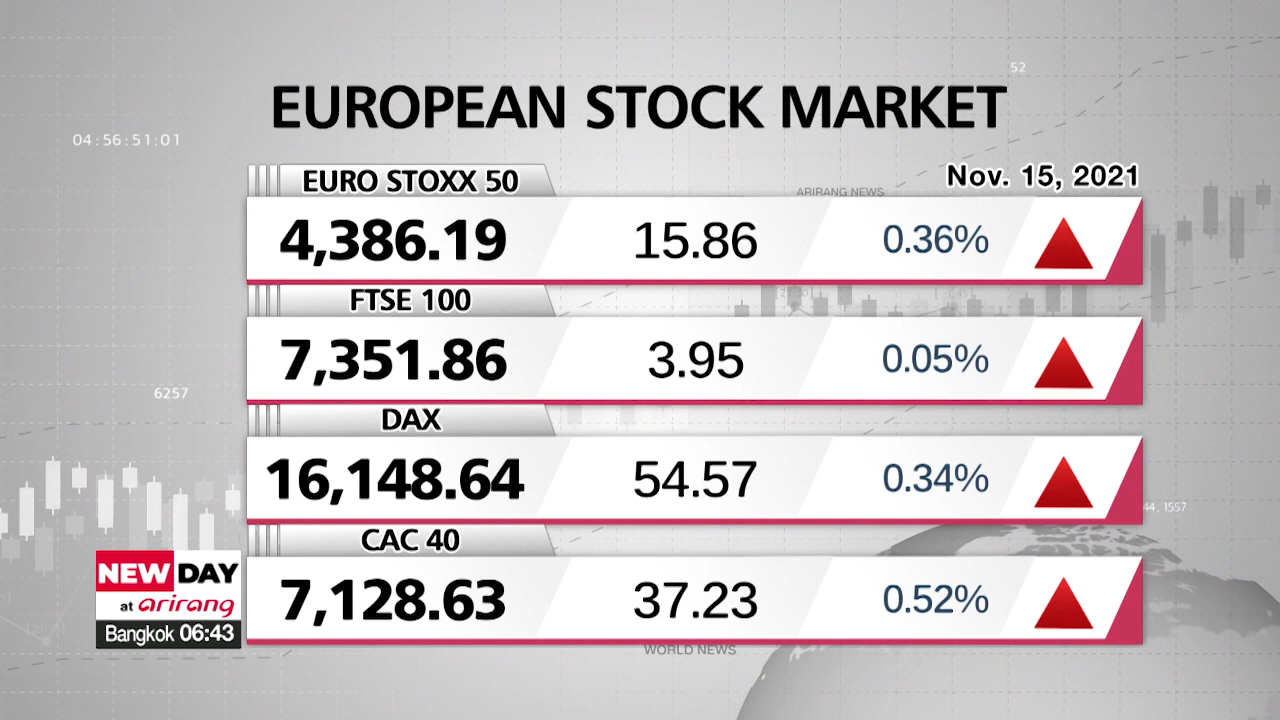 52
EUROPEAN STOCK MARKET
04:56:51:01
EURO STOXX 50
Nov. 15, 2021
ARIRANG NEWS
4,386.19 15.86 0.36%
FTSE 100
7,351.86 3.95 0.05%
6257
DAX
16,148.64 54.57 0.34%
44, 1557
CAC 40
7,128.63 37.23 0.52%
NEW DAY
at arirang
Bangkok 06:43
WORLD NEWS